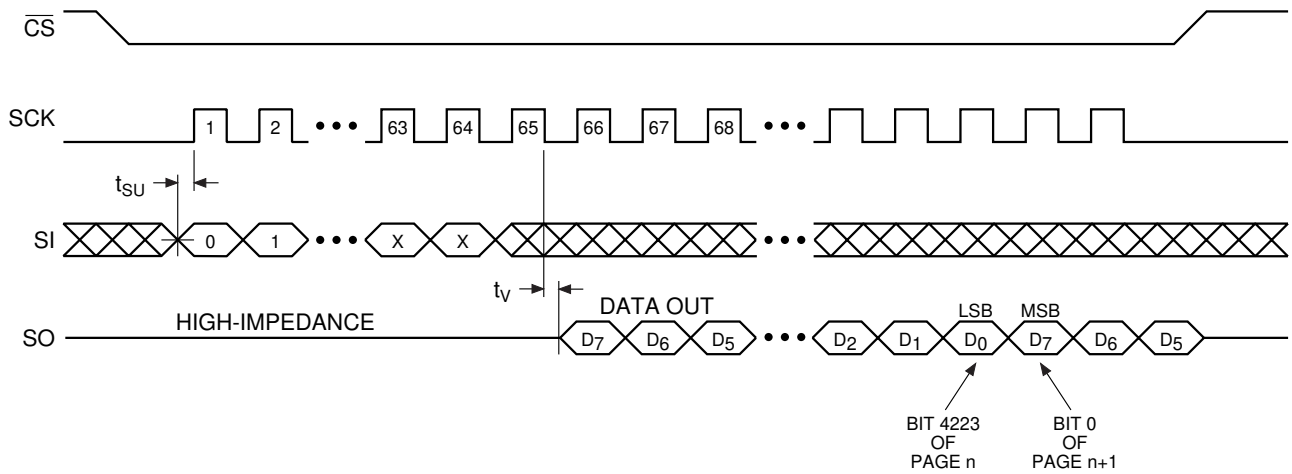 CS
SCK
1 2 63 64 65 66 67 68
tSU
SI
0 1 X X
tV
DATA OUT
HIGH-IMPEDANCE
LSB MSB
SO
D7 D6 D5 D2 D1 D0 D7 D6 D5
BIT 4223
OF
PAGE n
BIT 0
OF
PAGE n+1